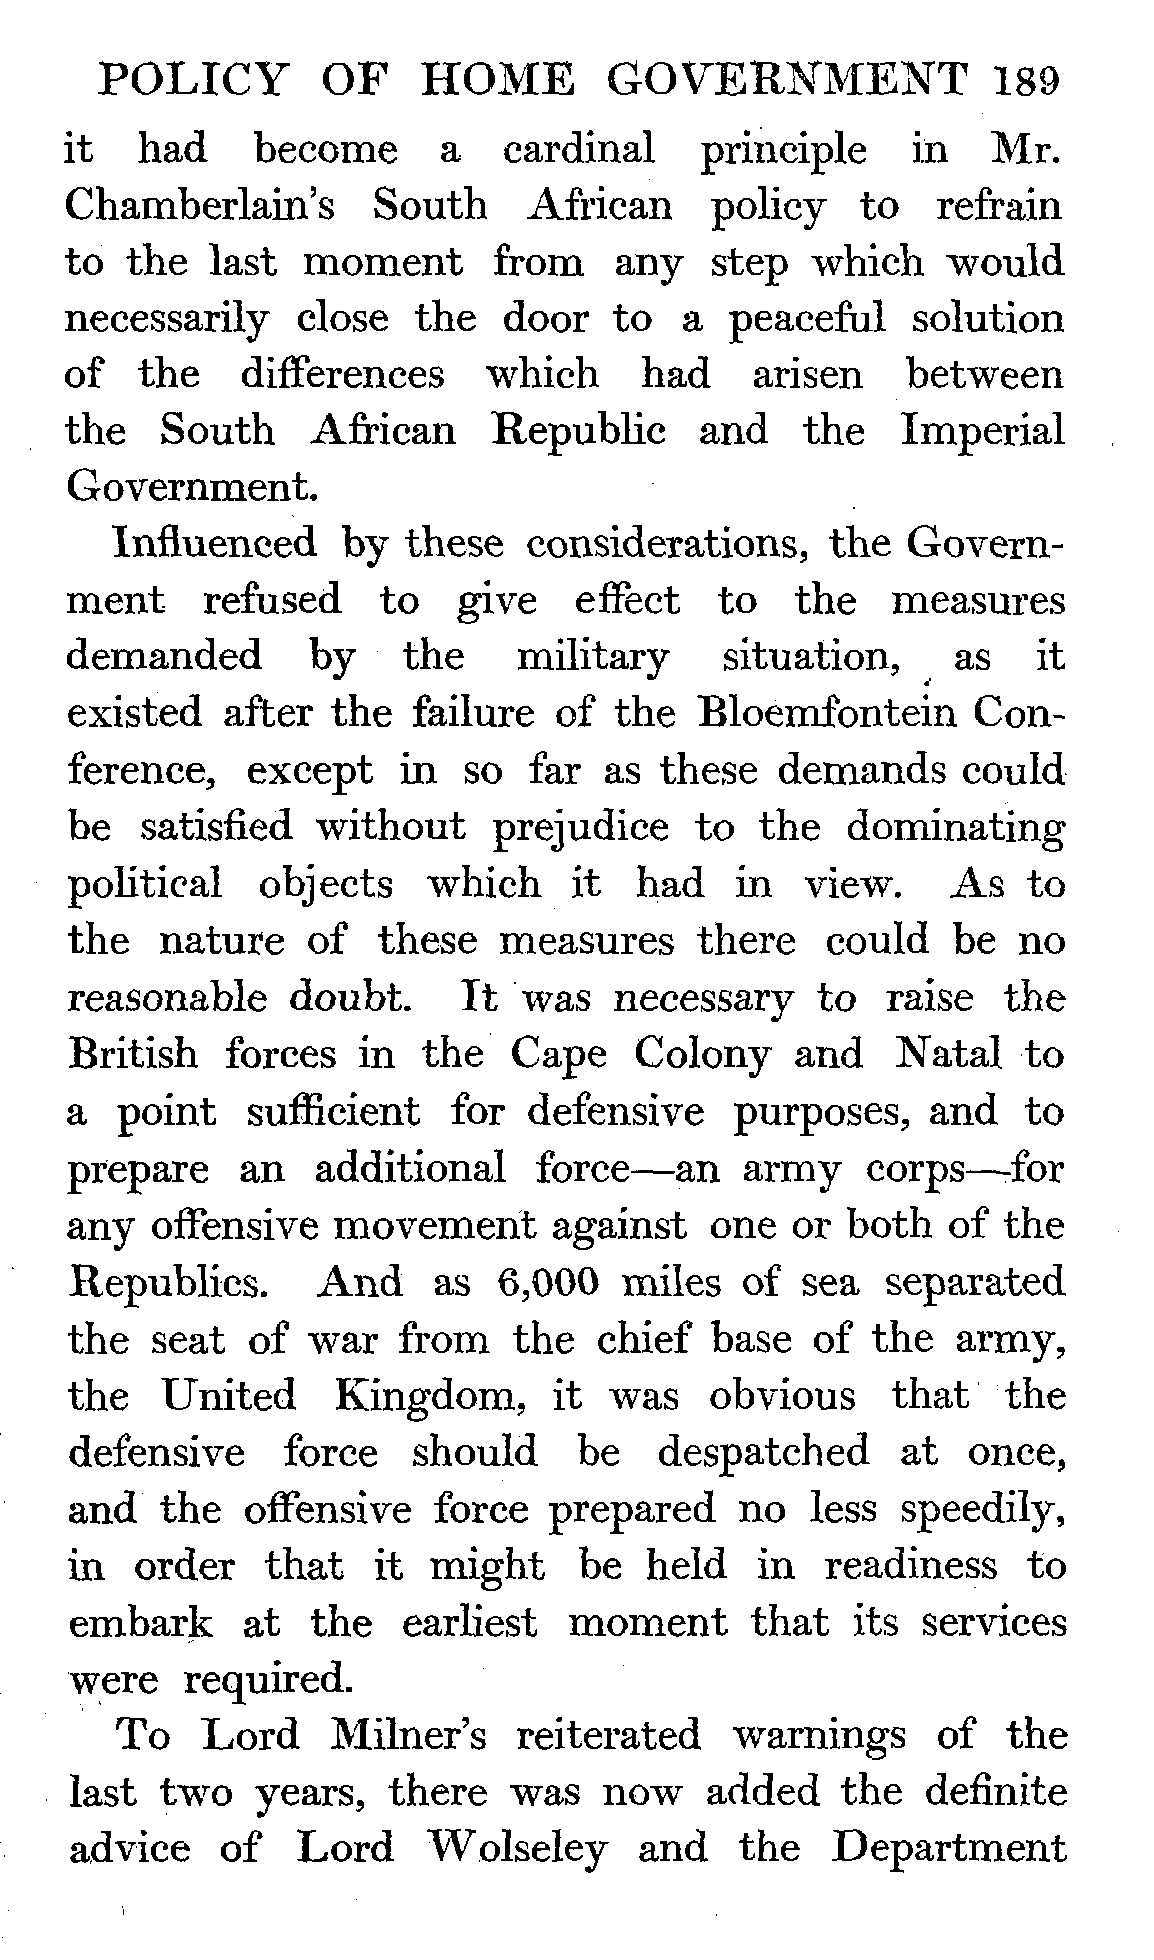 POLICY OF HOME GOVERNMENT 189
it had become a cardinal principle in Mr.
Chamberlain's South African policy to refrain
to the last moment from any step which would
necessarily close the door to a peaceful solution
of the differences which had arisen between
the South African Republic and the Imperial
Government.
Influenced by these considerations, the Govern-
ment refused to give effect to the measures
demanded by the military situation, as it
existed after the failure of the Bloemfontein Con-
ference, except in so far as these demands could
be satisfied without prejudice to the dominating
political objects which it had in view. As to
the nature of these measures there could be no
reasonable doubt. It was necessary to raise the
British forces in the Cape Colony and Natal to
a point sufficient for defensive purposes, and to
prepare an additional force—an army corps—for
any offensive movement against one or both of the
Republics. And as 6,000 miles of sea separated
the seat of war from the chief base of the army,
the United Kingdom, it was obvious that the
defensive force should be despatched at once,
and the offensive force prepared no less speedily,
in order that it might be held in readiness to
embark at the earliest moment that its services
were required.
To Lord Milner's reiterated warnings of the
last two years, there was now added the definite
advice of Lord Wolseley and the Department